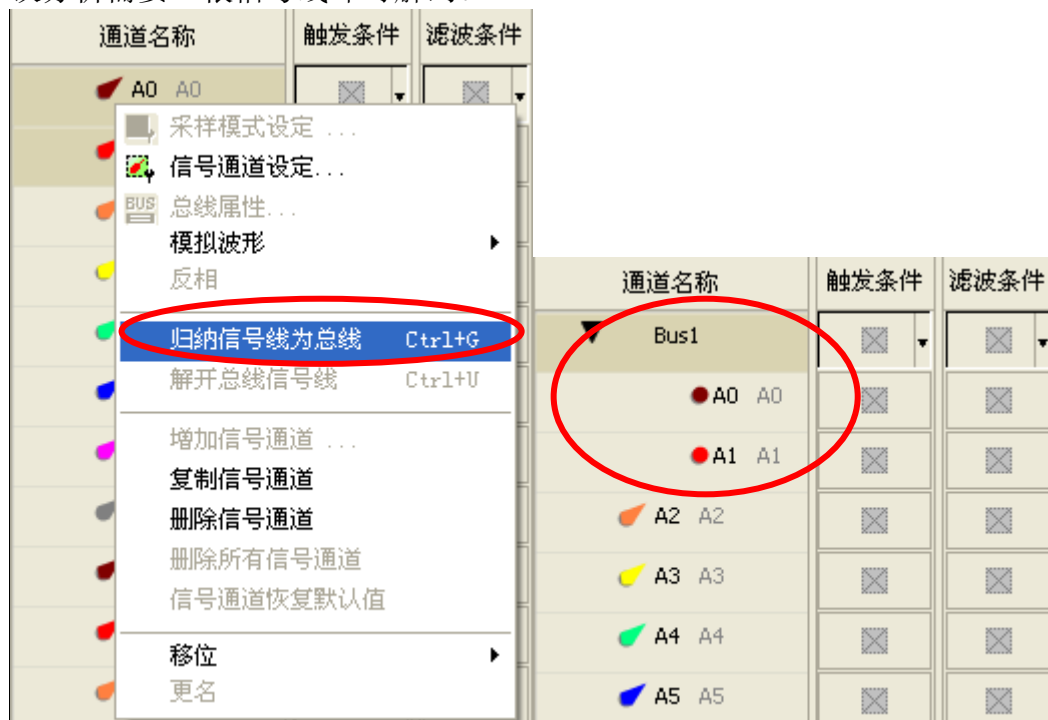 通道名称 触发条件 滤波条件
A0 A0
采样模式设定 ...
信号通道设定...
BUS 总线属性...
模拟波形
反相
归纳信号线为总线 Ctrl+G
解开总线信号线 Ctrl+U
增加信号通道 ...
复制信号通道
删除信号通道
删除所有信号通道
信号通道恢复默认值
移位
更名
通道名称 触发条件 滤波条件
Bus1
A0 A0
A1 A1
A2 A2
A3 A3
A4 A4
A5 A5